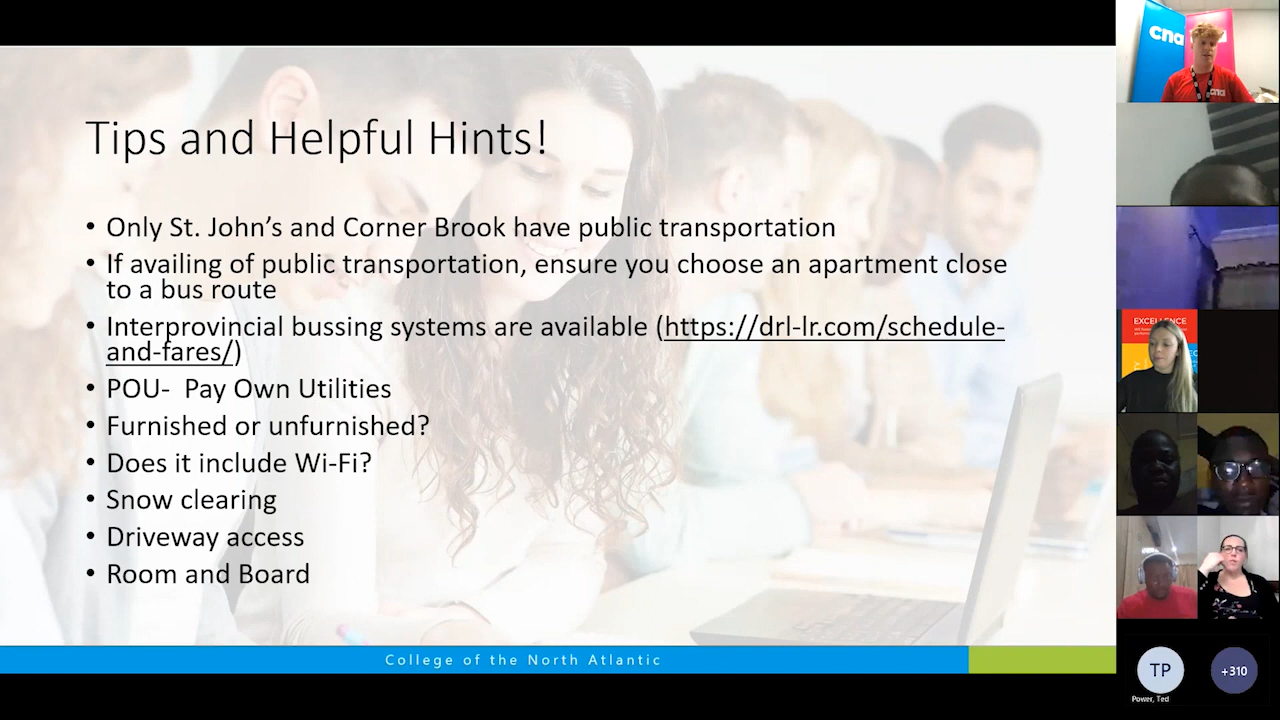 Tips and Helpful Hints!
• Only St. John's and Corner Brook have public transportation
• If availing of public transportation, ensure you choose an apartment close
to a bus route
• Interprovincial bussing systems are available (https://drl-lr.com/schedule-
and-fares/)
• POU- Pay Own Utilities
• Furnished or unfurnished?
• Does it include Wi-Fi?
• Snow clearing
• Driveway access
• Room and Board
College of the North Atlantic
cna
cna
EXCELLENCE
TP
Power, Ted
+310